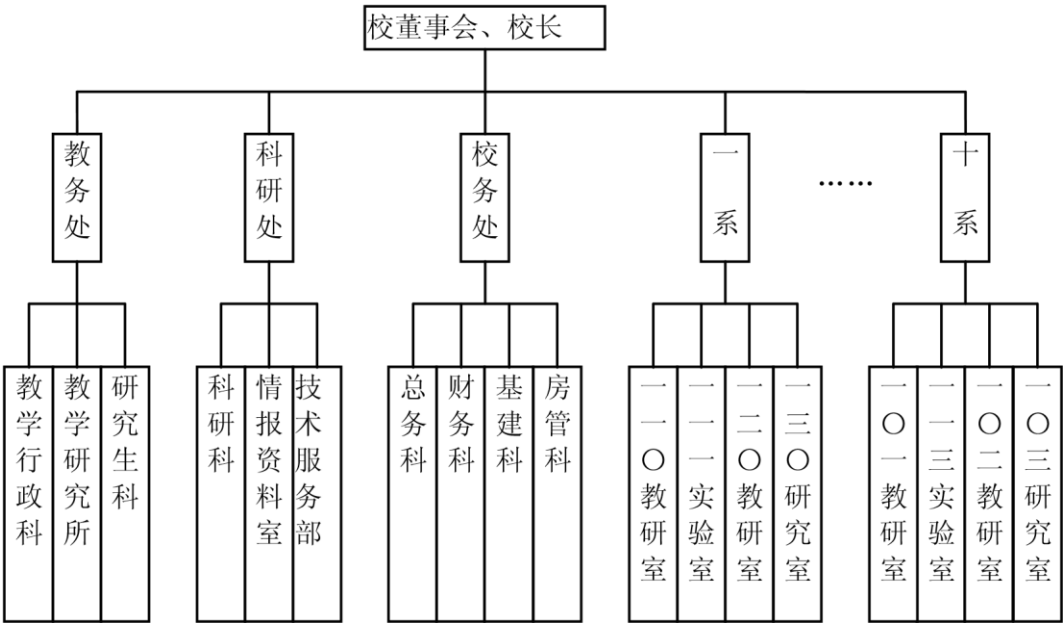 校董事会、校长
教务处
科研处
校务处
一系
……
十系
教学行政科
教学研究所
研究生科
科研科
情报资料室
技术服务部
总务科
财务科
基建科
房管科
一一〇教研室
一一一实验室
一二〇教研室
一三〇研究室
一〇一教研室
一一三实验室
一〇二教研室
一〇三研究室